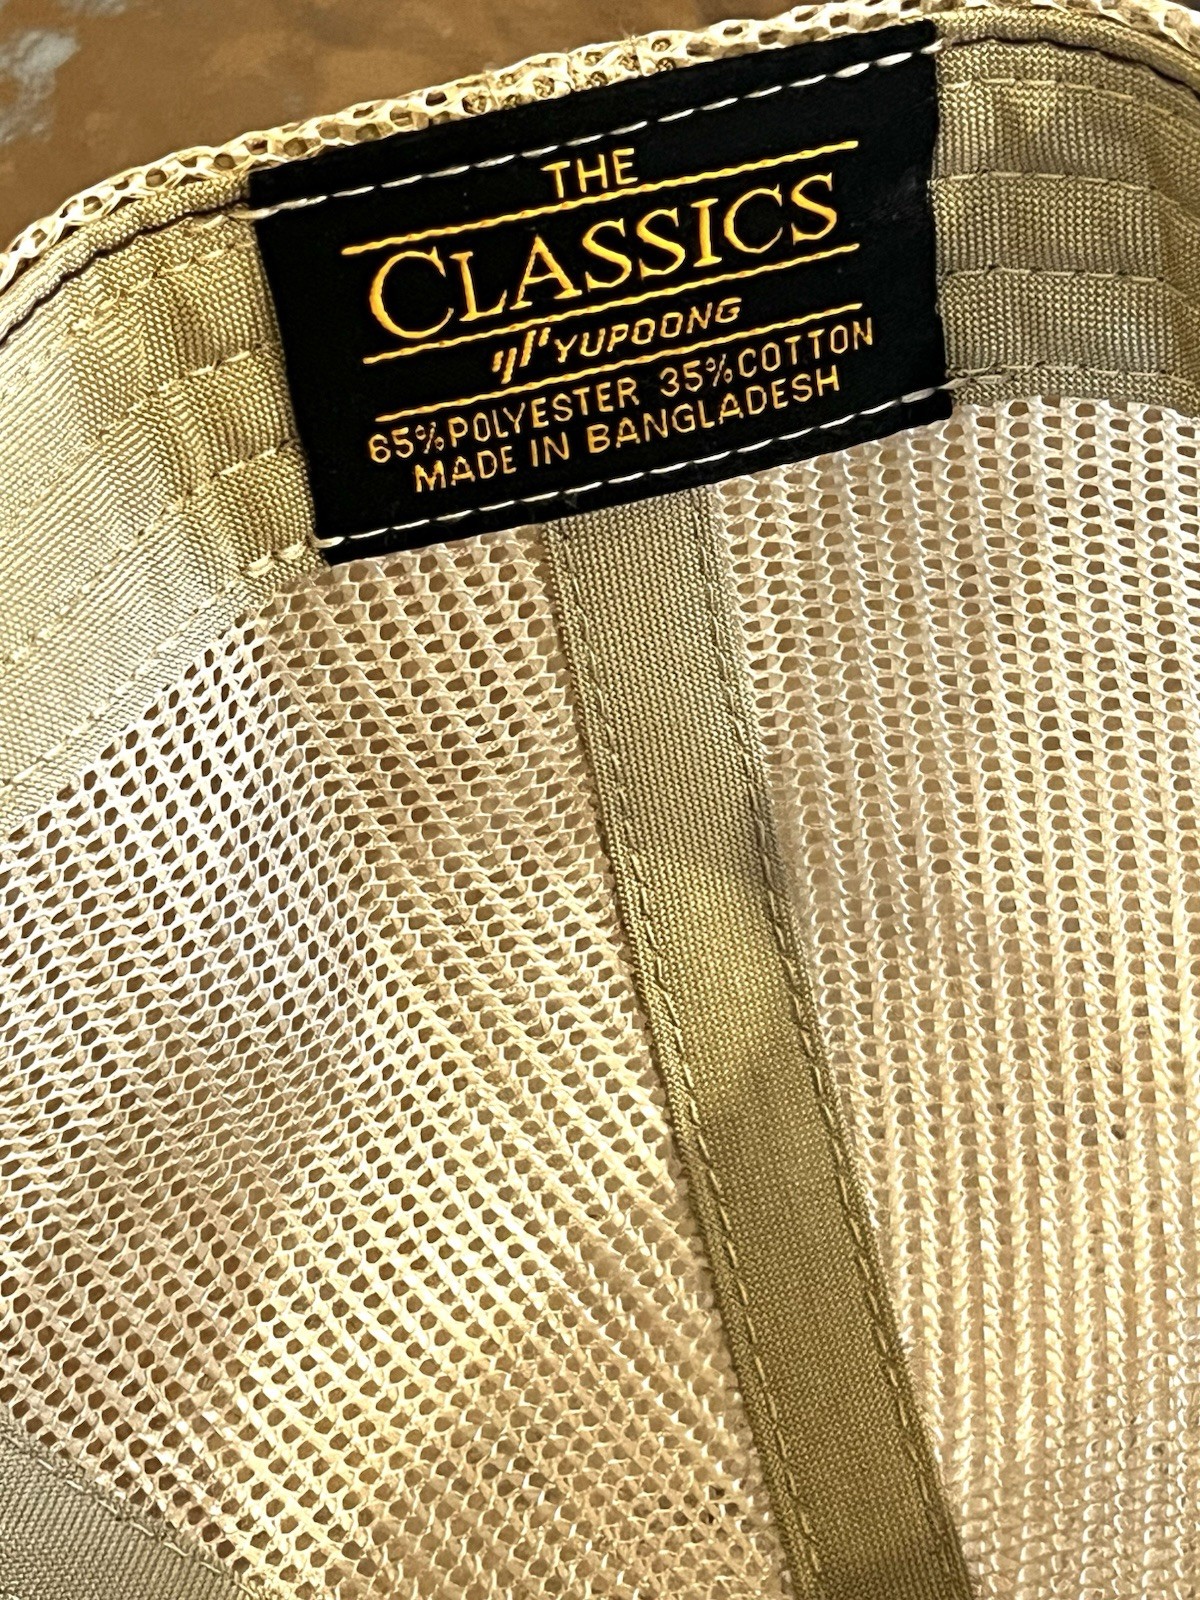 THE
CLASSICS
YUPOONG
65%POLYESTER 35%COTTON
MADE IN BANGLADESH